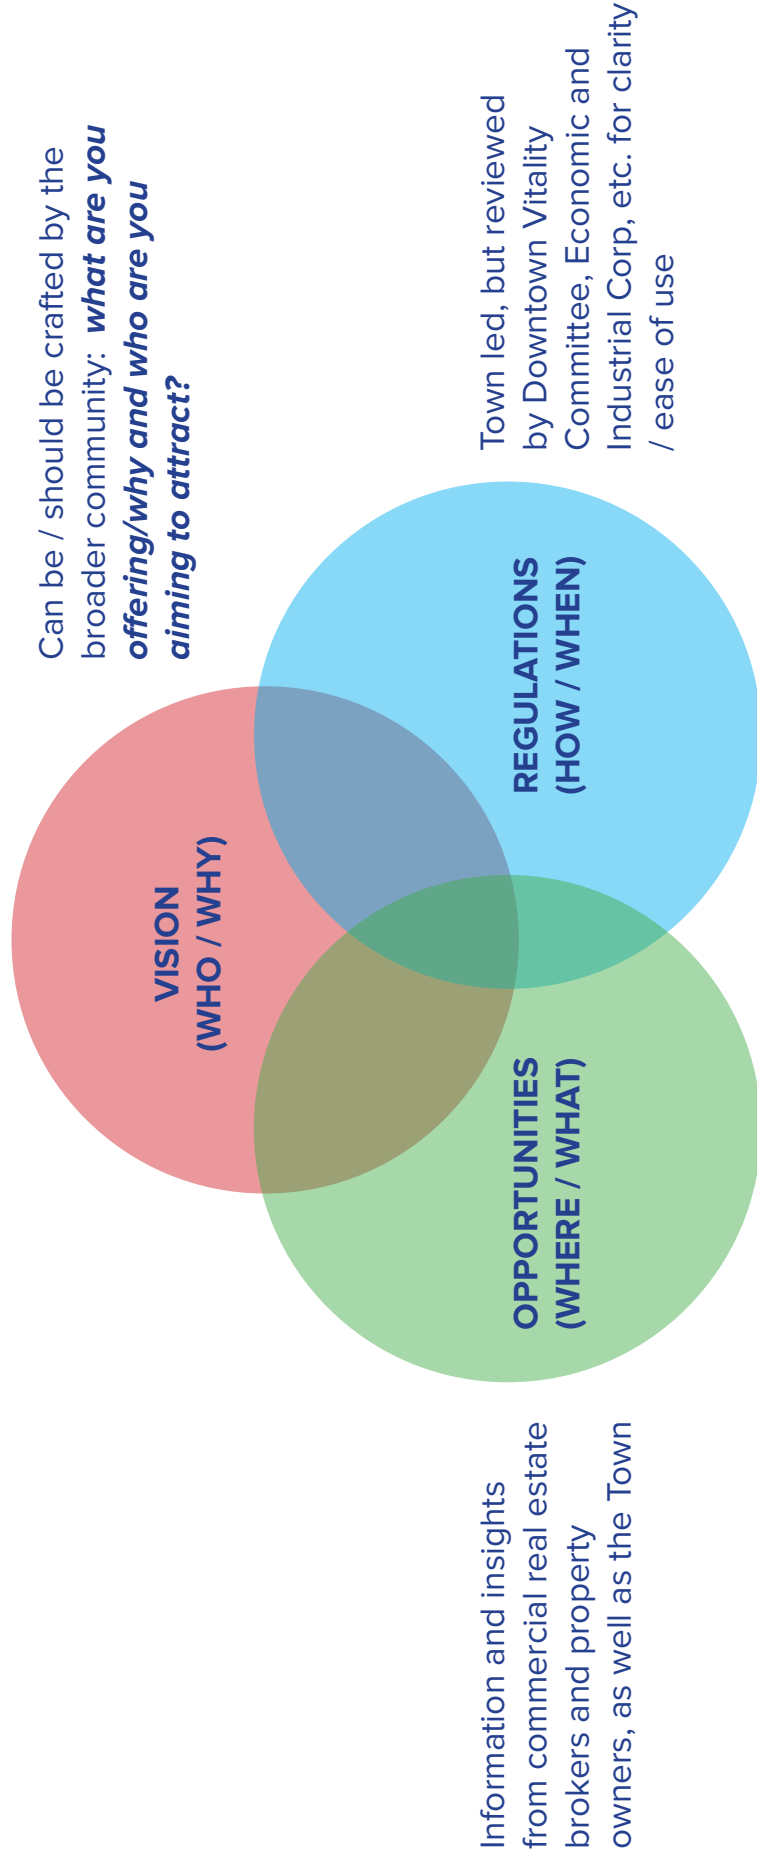 Can be / should be crafted by the
broader community: what are you
offering/why and who are you
aiming to attract?
VISION
(WHO / WHY)
Information and insights
from commercial real estate
brokers and property
owners, as well as the Town
OPPORTUNITIES
(WHERE / WHAT)
REGULATIONS
(HOW / WHEN)
Town led, but reviewed
by Downtown Vitality
Committee, Economic and
Industrial Corp, etc. for clarity
/ ease of use